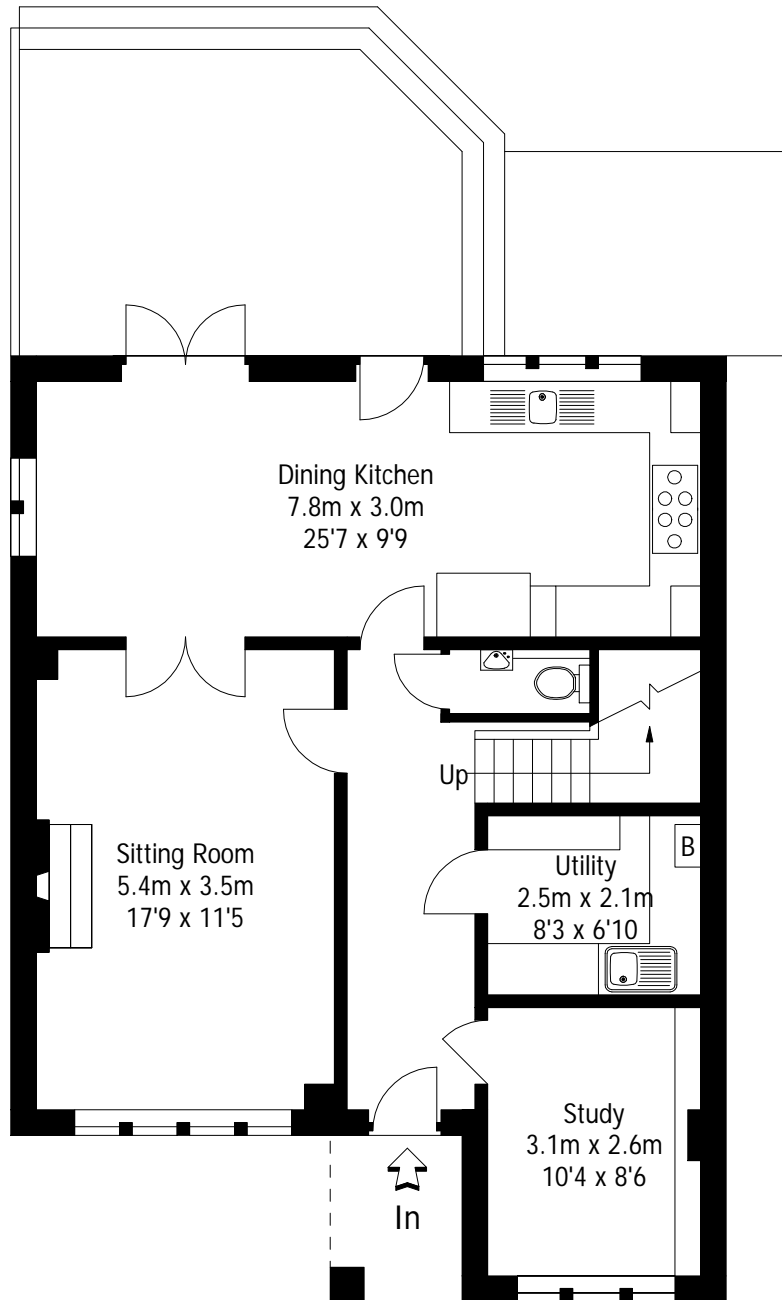 Dining Kitchen
7.8m x 3.0m
25'7 x 9'9
Up
Sitting Room
5.4m x 3.5m
17'9 x 11'5
B
Utility
2.5m x 2.1m
8'3 x 6'10
Study
3.1m x 2.6m
10'4 x 8'6
In